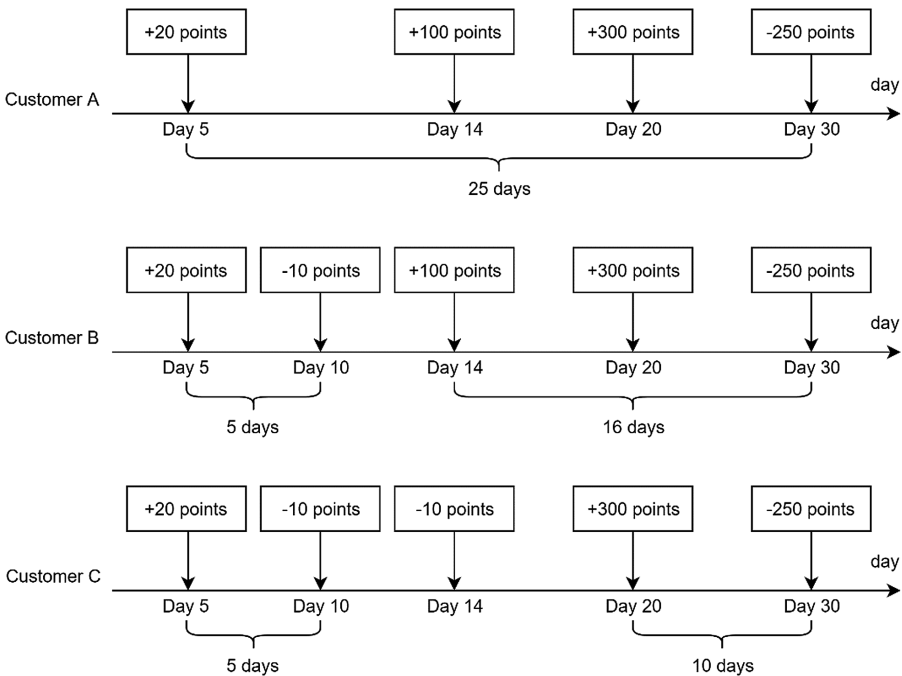 +20 points +100 points +300 points -250 points
Customer A day
Day 5 Day 14 Day 20 Day 30
25 days
+20 points -10 points +100 points +300 points -250 points
Customer B day
Day 5 Day 10 Day 14 Day 20 Day 30
5 days 16 days
+20 points -10 points -10 points +300 points -250 points
Customer C day
Day 5 Day 10 Day 14 Day 20 Day 30
5 days 10 days